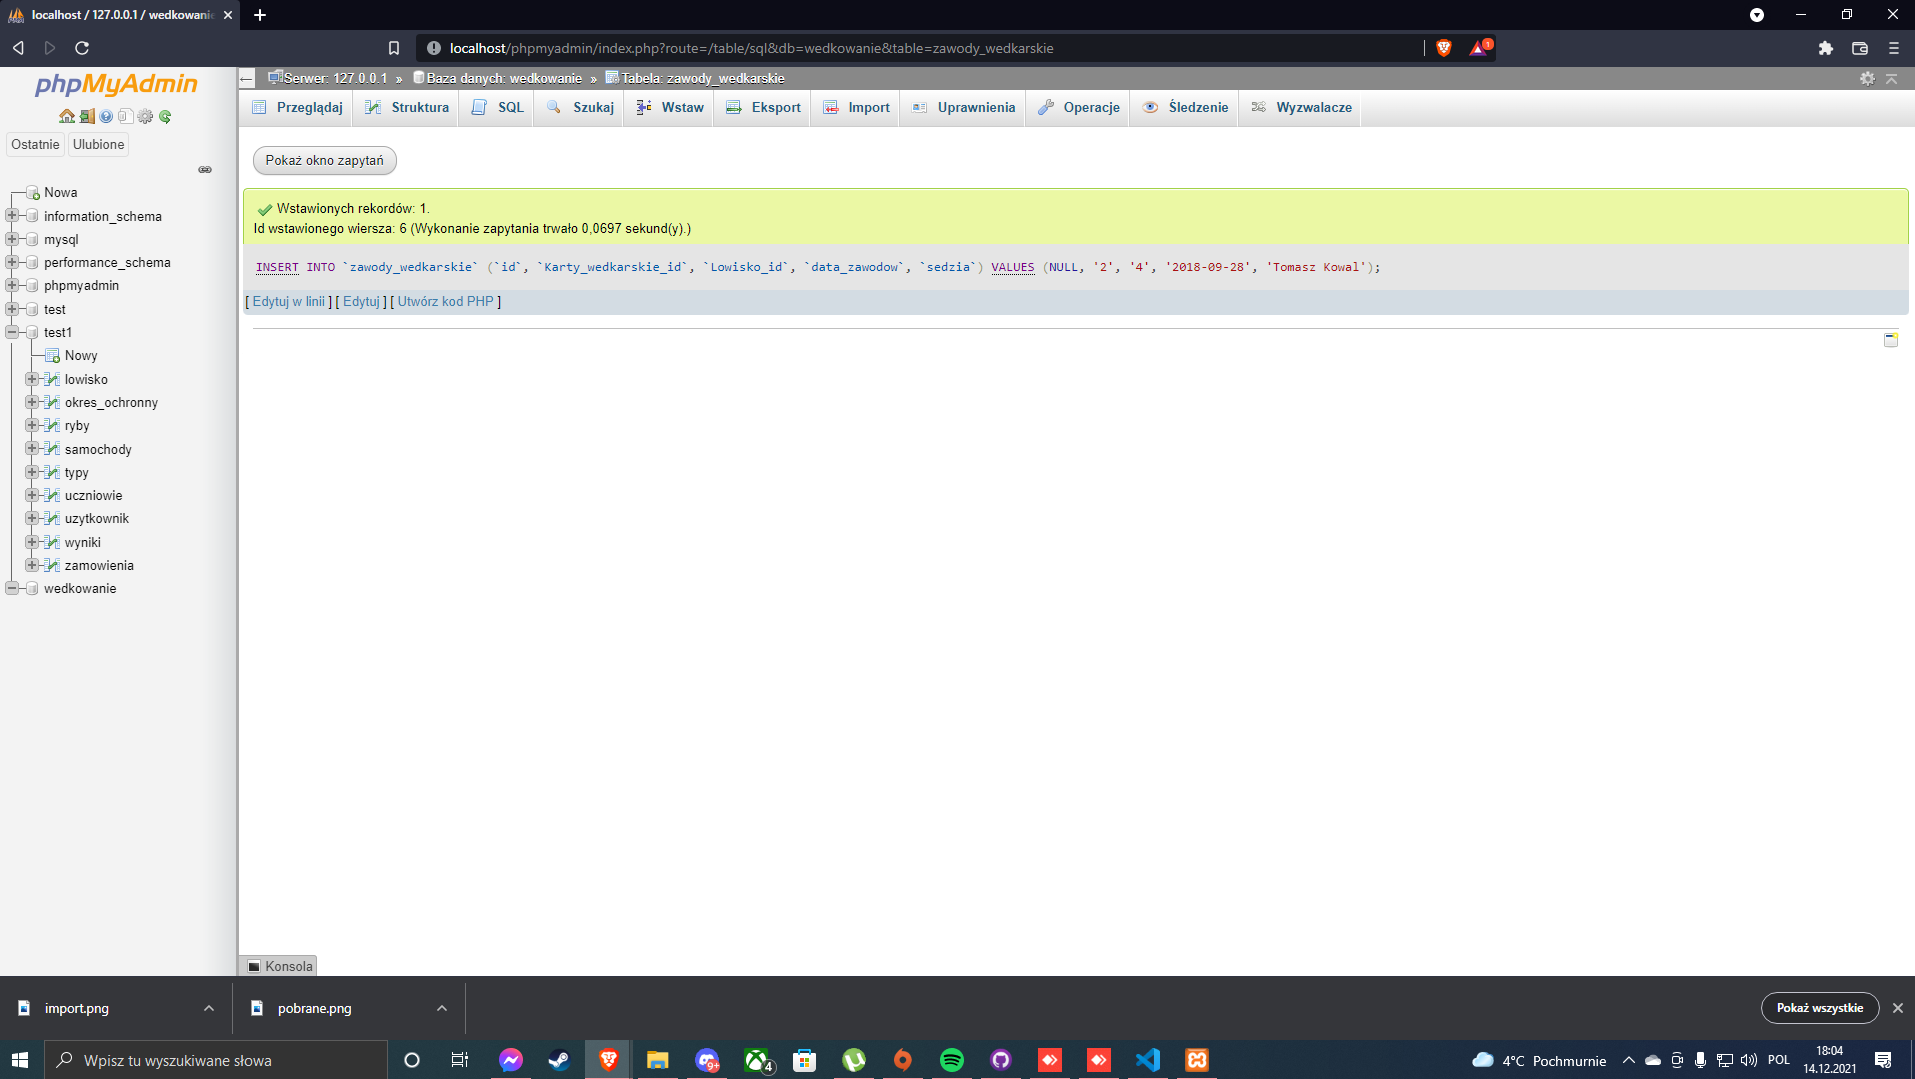 localhost / 127.0.0.1 / wedkowanie
localhost/phpmyadmin/index.php?route=/table/sql&db=wedkowanie&table=zawody_wedkarskie
1
phpMyAdmin
Ostatnie Ulubione
Nowa
information_schema
mysql
performance_schema
phpmyadmin
test
test1
Nowy
lowisko
okres_ochronny
ryby
samochody
typy
uczniowie
uzytkownik
wyniki
zamowienia
wedkowanie
Serwer: 127.0.0.1 » Baza danych: wedkowanie » Tabela: zawody_wedkarskie
Przeglądaj Struktura SQL Szukaj Wstaw Eksport Import Uprawnienia Operacje Śledzenie Wyzwalacze
Pokaż okno zapytań
Wstawionych rekordów: 1.
Id wstawionego wiersza: 6 (Wykonanie zapytania trwało 0,0697 sekund(y).)
INSERT INTO `zawody_wedkarskie` (`id`, `Karty_wedkarskie_id`, `Lowisko_id`, `data_zawodow`, `sedzia`) VALUES (NULL, '2', '4', '2018-09-28', 'Tomasz Kowal');
[ Edytuj w linii ] [ Edytuj ] [ Utwórz kod PHP ]
Konsola
import.png
pobrane.png
Pokaż wszystkie
Wpisz tu wyszukiwane słowa
9+
4
4°C Pochmurnie
POL
18:04
14.12.2021